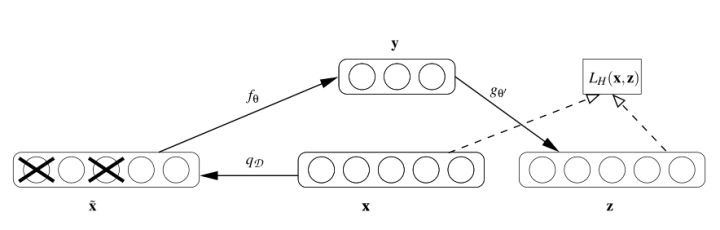 y
L_H(x, z)
f_θ
g_θ′
q_𝒟
x̃
x
z